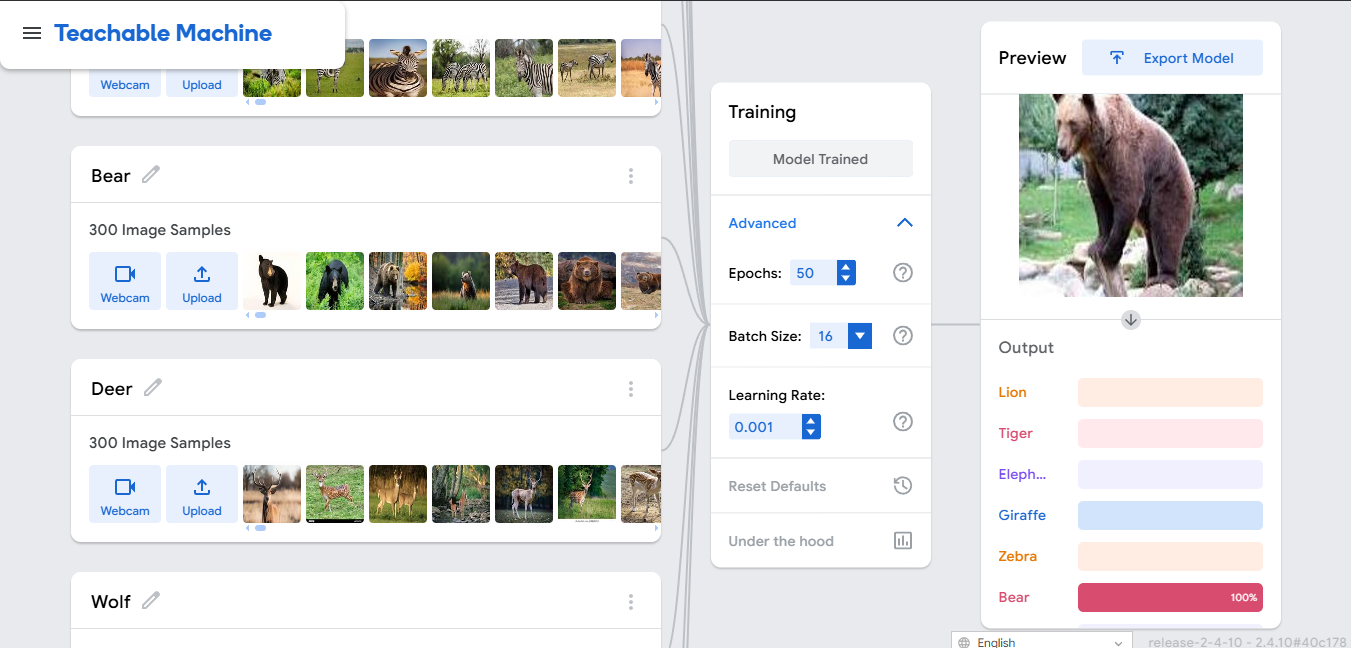 Teachable Machine
Webcam
Upload
Bear
300 Image Samples
Webcam
Upload
Deer
300 Image Samples
Webcam
Upload
Wolf
Training
Model Trained
Advanced
Epochs: 50
Batch Size: 16
Learning Rate:
0.001
Reset Defaults
Under the hood
Preview
Export Model
Output
Lion
Tiger
Eleph...
Giraffe
Zebra
Bear 100%
English
release-2-4-10 - 2.4.10#40c178